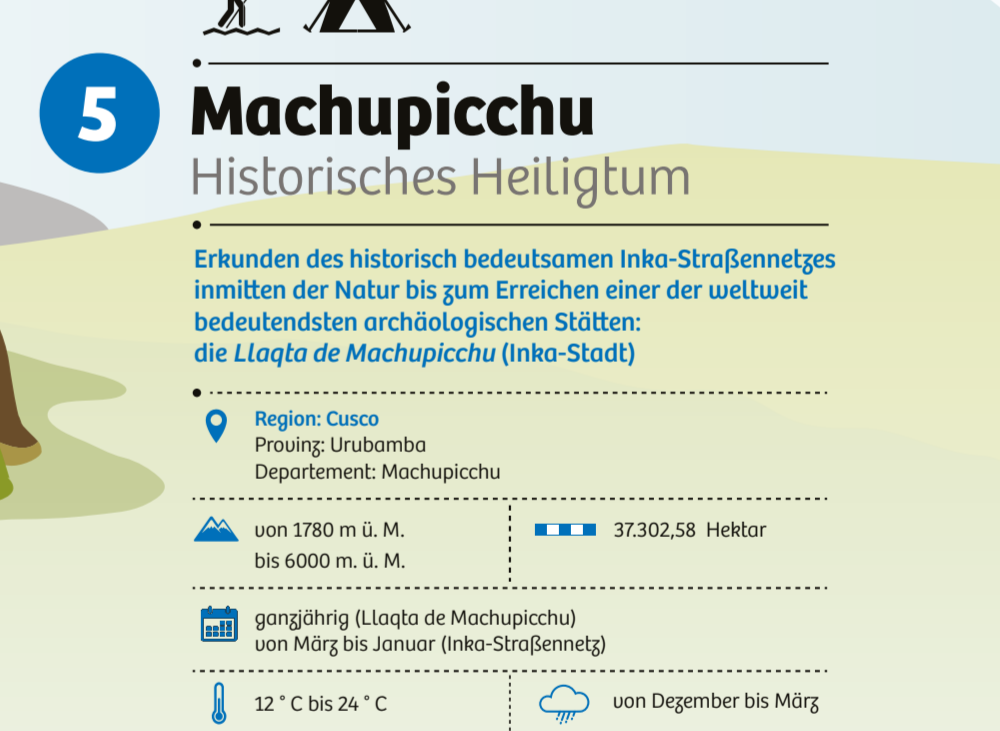 5
Machupicchu
Historisches Heiligtum
Erkunden des historisch bedeutsamen Inka-Straßennetzes
inmitten der Natur bis zum Erreichen einer der weltweit
bedeutendsten archäologischen Stätten:
die Llaqta de Machupicchu (Inka-Stadt)
Region: Cusco
Provinz: Urubamba
Departement: Machupicchu
von 1780 m ü. M.
bis 6000 m. ü. M.
37.302,58 Hektar
ganzjährig (Llaqta de Machupicchu)
von März bis Januar (Inka-Straßennetz)
12 ° C bis 24 ° C
von Dezember bis März